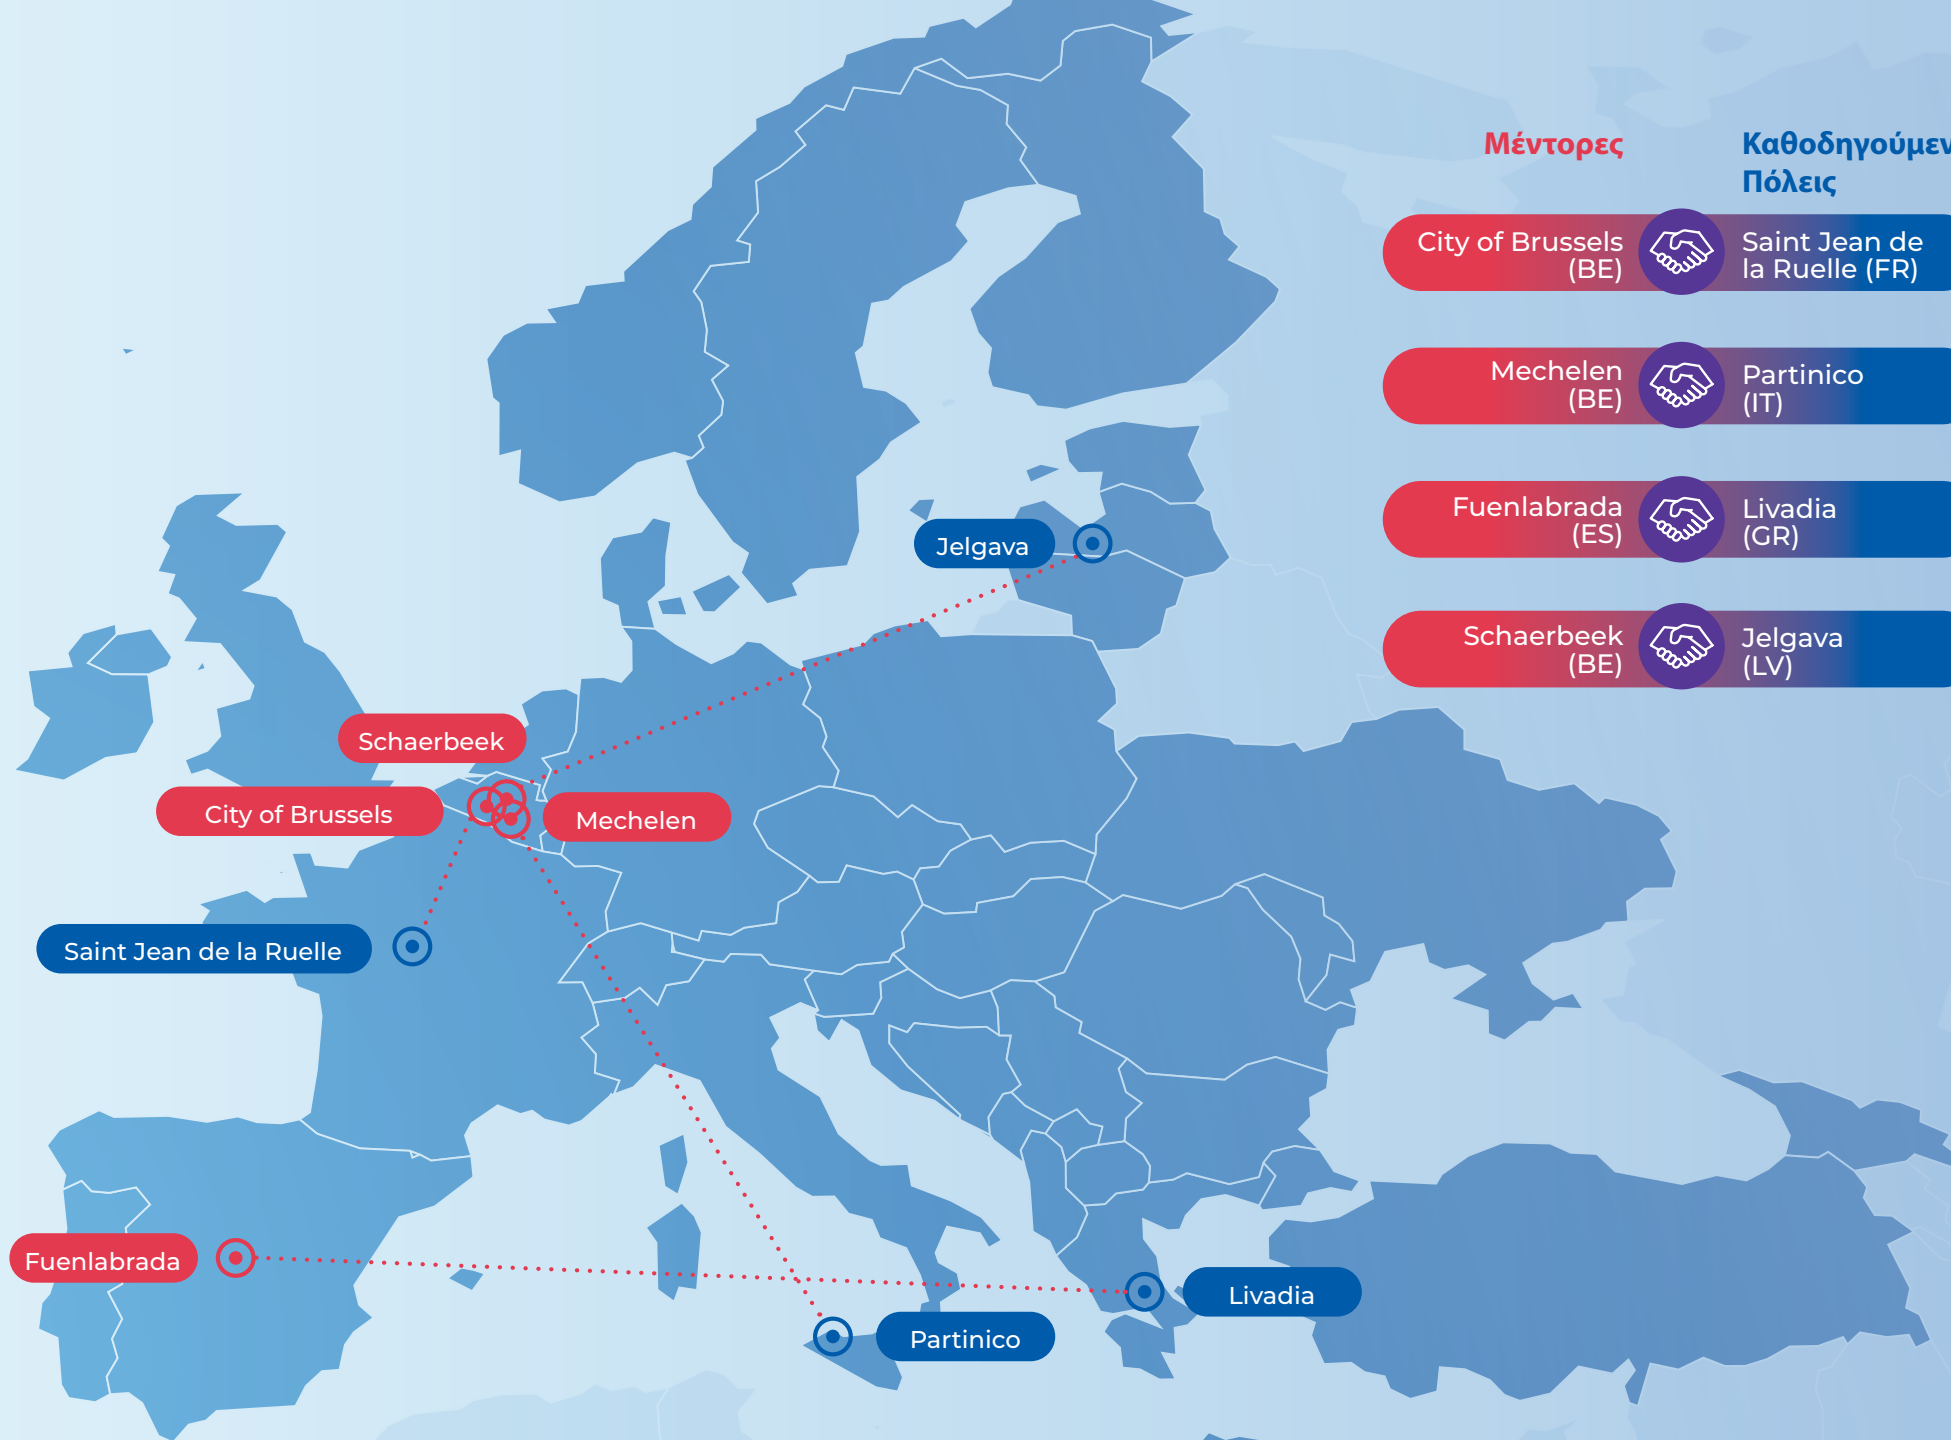 Μέντορες
Καθοδηγούμεν
Πόλεις
City of Brussels
(BE)
Saint Jean de
la Ruelle (FR)
Mechelen
(BE)
Partinico
(IT)
Fuenlabrada
(ES)
Livadia
(GR)
Schaerbeek
(BE)
Jelgava
(LV)
Jelgava
Schaerbeek
City of Brussels
Mechelen
Saint Jean de la Ruelle
Fuenlabrada
Livadia
Partinico